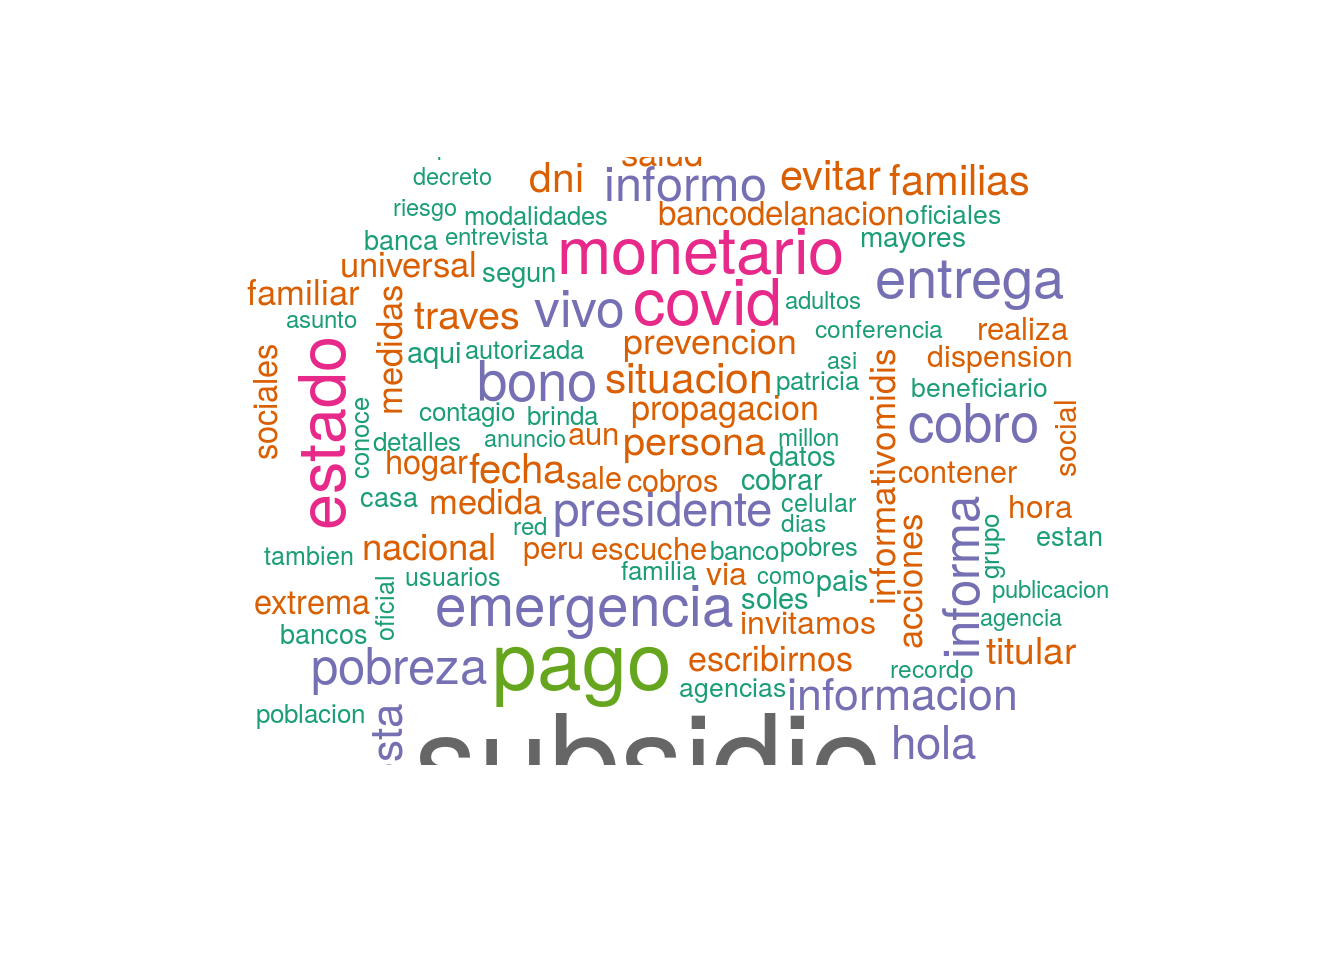 salud
decreto
dni
informo
evitar
familias
riesgo
modalidades
bancodelanacion
oficiales
banca
entrevista
monetario
mayores
universal
segun
entrega
familiar
medidas
traves
vivo
covid
adultos
asunto
conferencia
realiza
estado
aqui
autorizada
prevencion
asi
dispension
sociales
bono
situacion
patricia
informativomidis
beneficiario
conoce
contagio
brinda
propagacion
cobro
social
detalles
anuncio
aun
persona
millon
datos
hogar
fecha
sale
cobros
cobrar
contener
casa
medida
presidente
celular
acciones
informa
hora
red
dias
grupo
estan
tambien
nacional
peru
escuche
banco
pobres
usuarios
familia
via
como
pais
publicacion
extrema
oficial
emergencia
soles
invitamos
agencia
bancos
titular
pobreza
pago
escribirnos
recordo
agencias
informacion
poblacion
sta
subsidio
hola